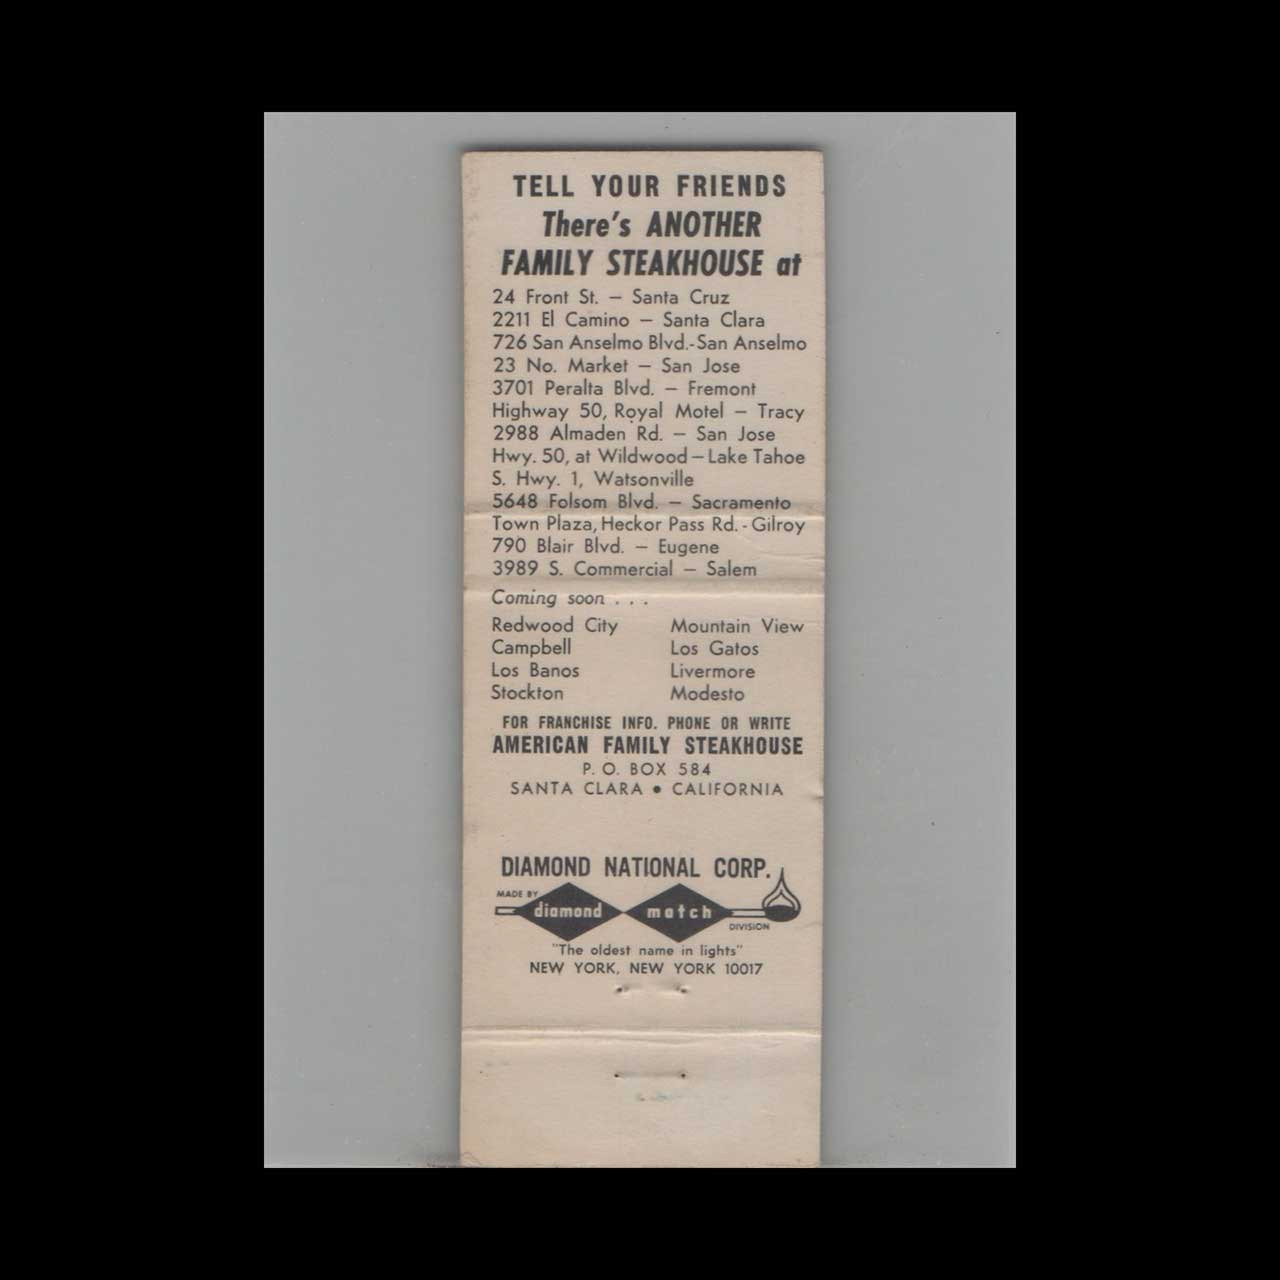 TELL YOUR FRIENDS
There's ANOTHER
FAMILY STEAKHOUSE at
24 Front St. — Santa Cruz
2211 El Camino — Santa Clara
726 San Anselmo Blvd.-San Anselmo
23 No. Market — San Jose
3701 Peralta Blvd. — Fremont
Highway 50, Royal Motel — Tracy
2988 Almaden Rd. — San Jose
Hwy. 50, at Wildwood — Lake Tahoe
S. Hwy. 1, Watsonville
5648 Folsom Blvd. — Sacramento
Town Plaza, Heckor Pass Rd. - Gilroy
790 Blair Blvd. — Eugene
3989 S. Commercial — Salem
Coming soon . . .
Redwood City Mountain View
Campbell Los Gatos
Los Banos Livermore
Stockton Modesto
FOR FRANCHISE INFO. PHONE OR WRITE
AMERICAN FAMILY STEAKHOUSE
P. O. BOX 584
SANTA CLARA • CALIFORNIA
DIAMOND NATIONAL CORP.
MADE BY
diamond match
DIVISION
"The oldest name in lights"
NEW YORK, NEW YORK 10017